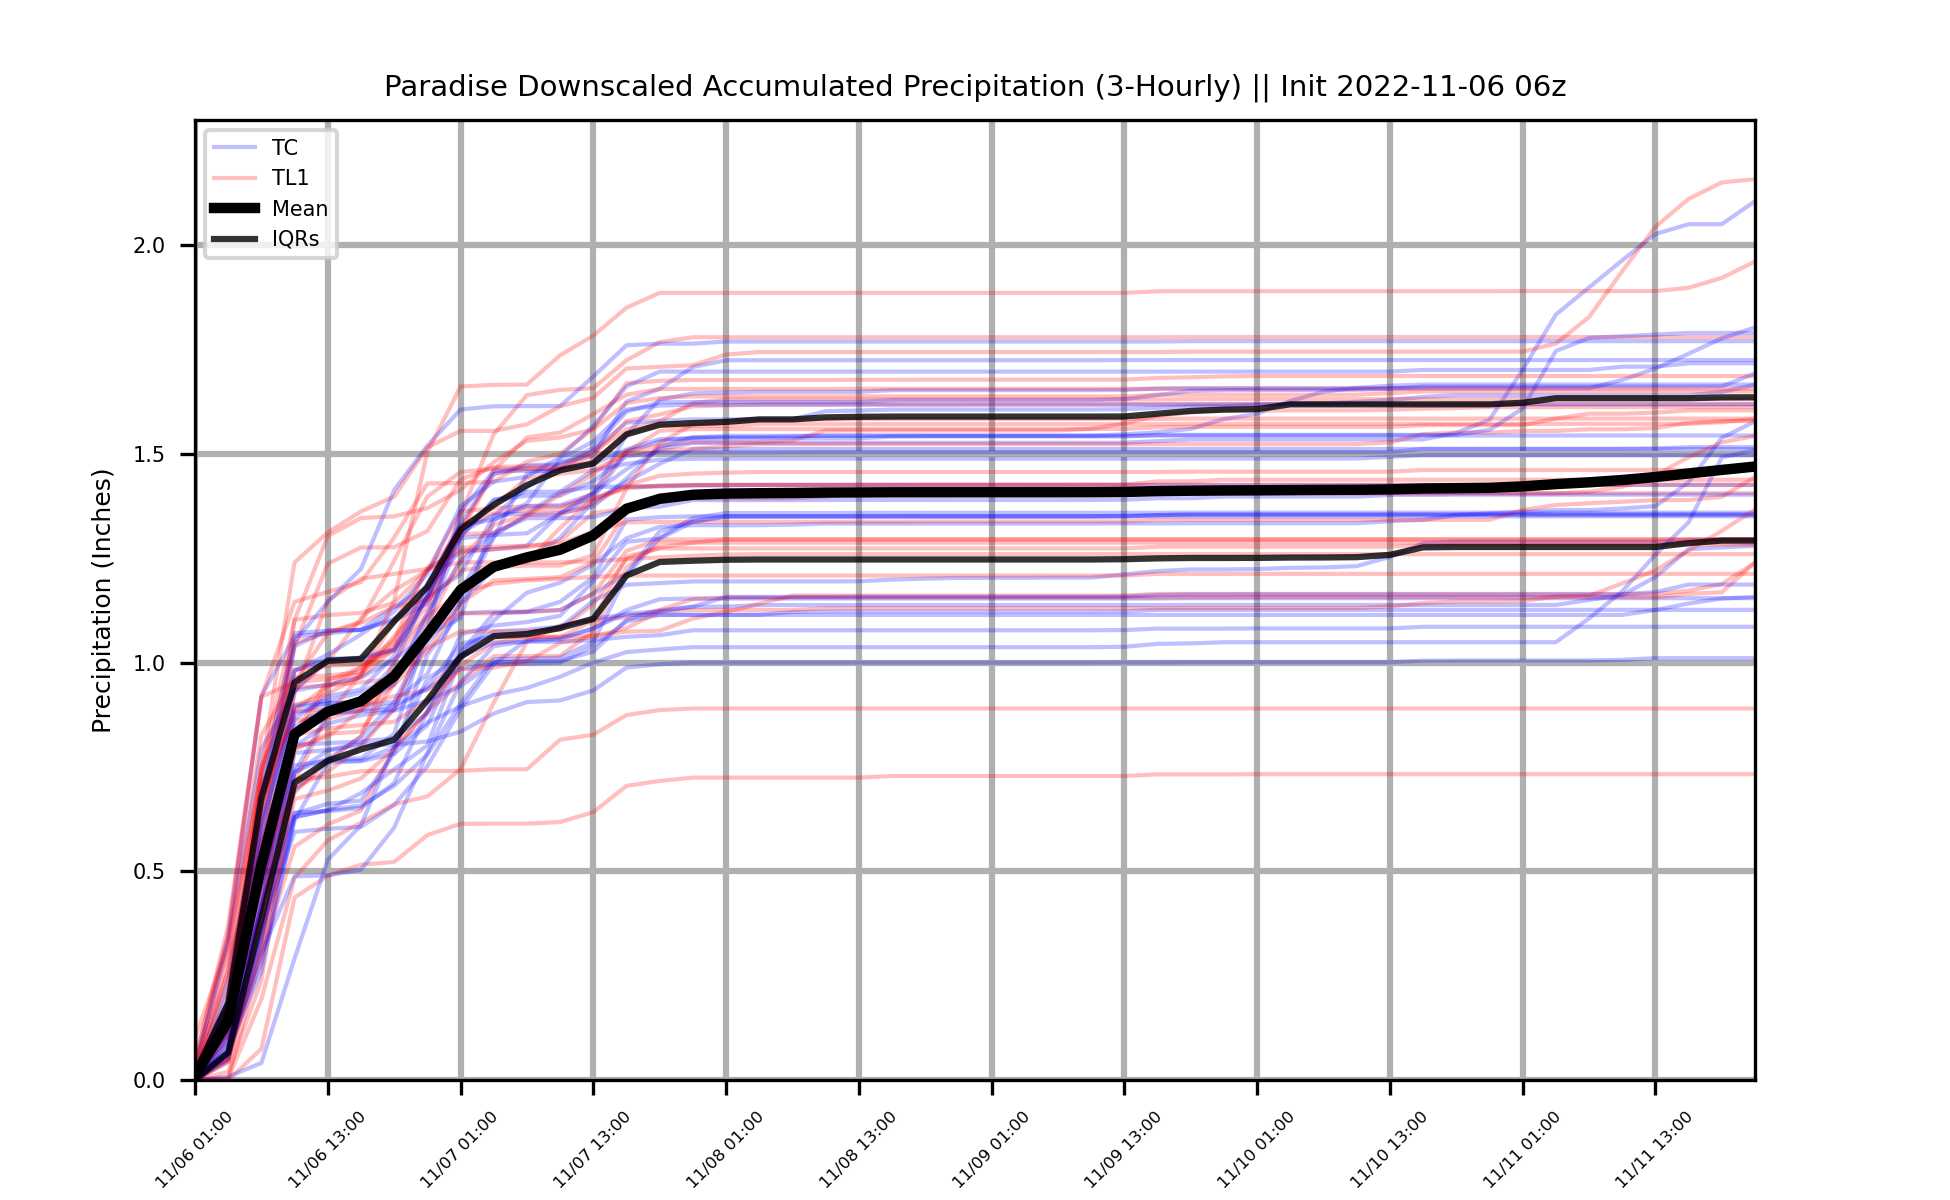 Paradise Downscaled Accumulated Precipitation (3-Hourly) || Init 2022-11-06 06z
TC
TL1
Mean
IQRs
Precipitation (Inches)
2.0
1.5
1.0
0.5
0.0
11/06 01:00
11/06 13:00
11/07 01:00
11/07 13:00
11/08 01:00
11/08 13:00
11/09 01:00
11/09 13:00
11/10 01:00
11/10 13:00
11/11 01:00
11/11 13:00